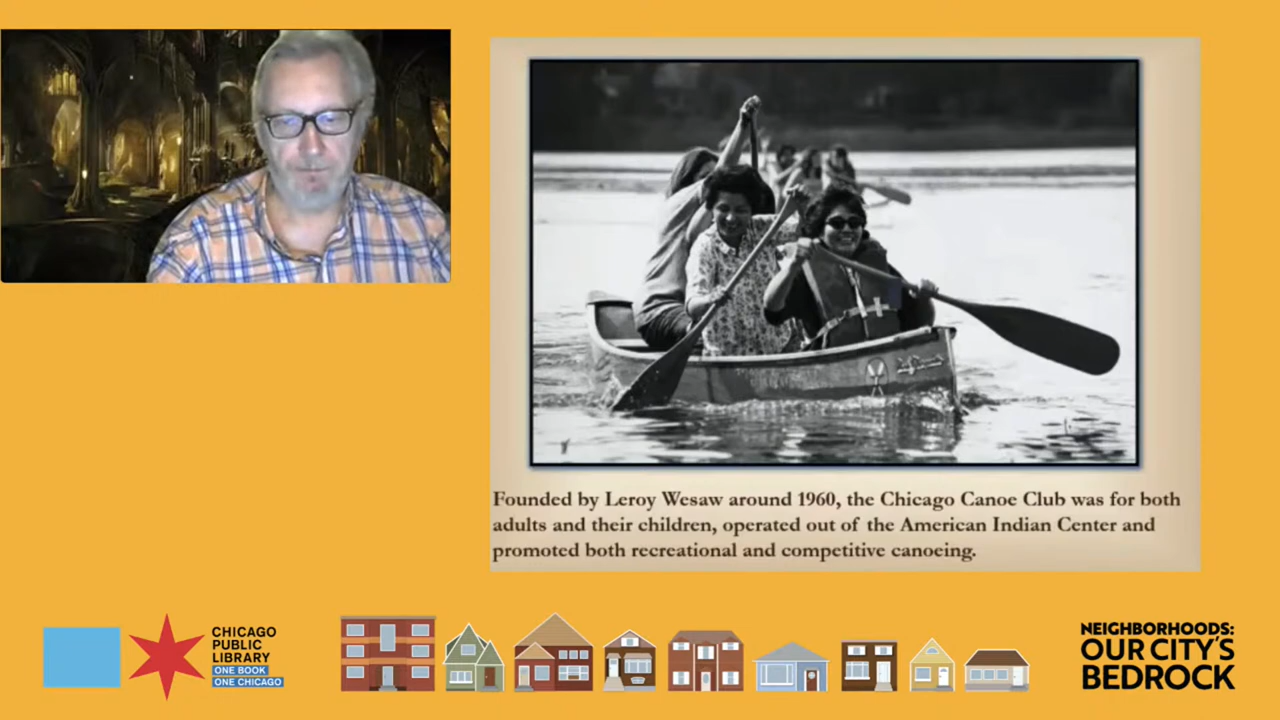 Founded by Leroy Wesaw around 1960, the Chicago Canoe Club was for both
adults and their children, operated out of the American Indian Center and
promoted both recreational and competitive canoeing.
CHICAGO
PUBLIC
LIBRARY
ONE BOOK
ONE CHICAGO
NEIGHBORHOODS:
OUR CITY'S
BEDROCK